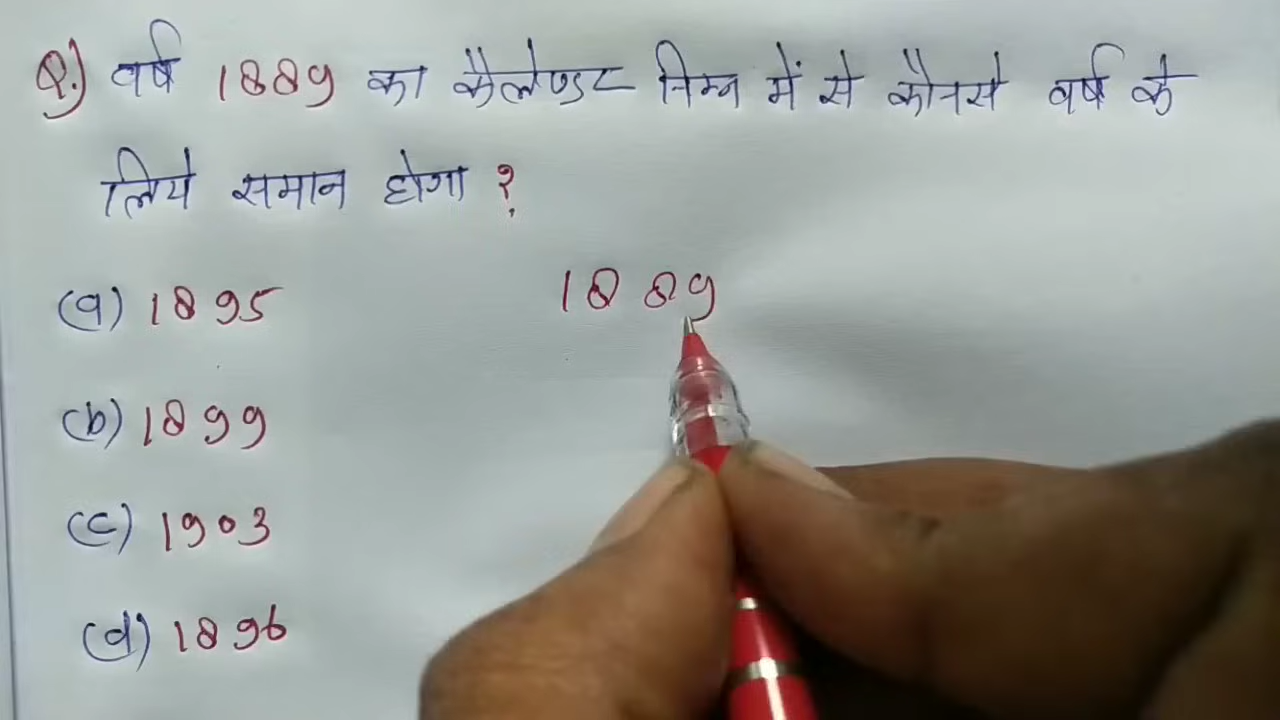 Q.) वर्ष 1889 का कैलेण्डर निम्न में से कौनसे वर्ष के
लिये समान होगा ?
(a) 1895
1889
(b) 1899
(c) 1903
(d) 1896